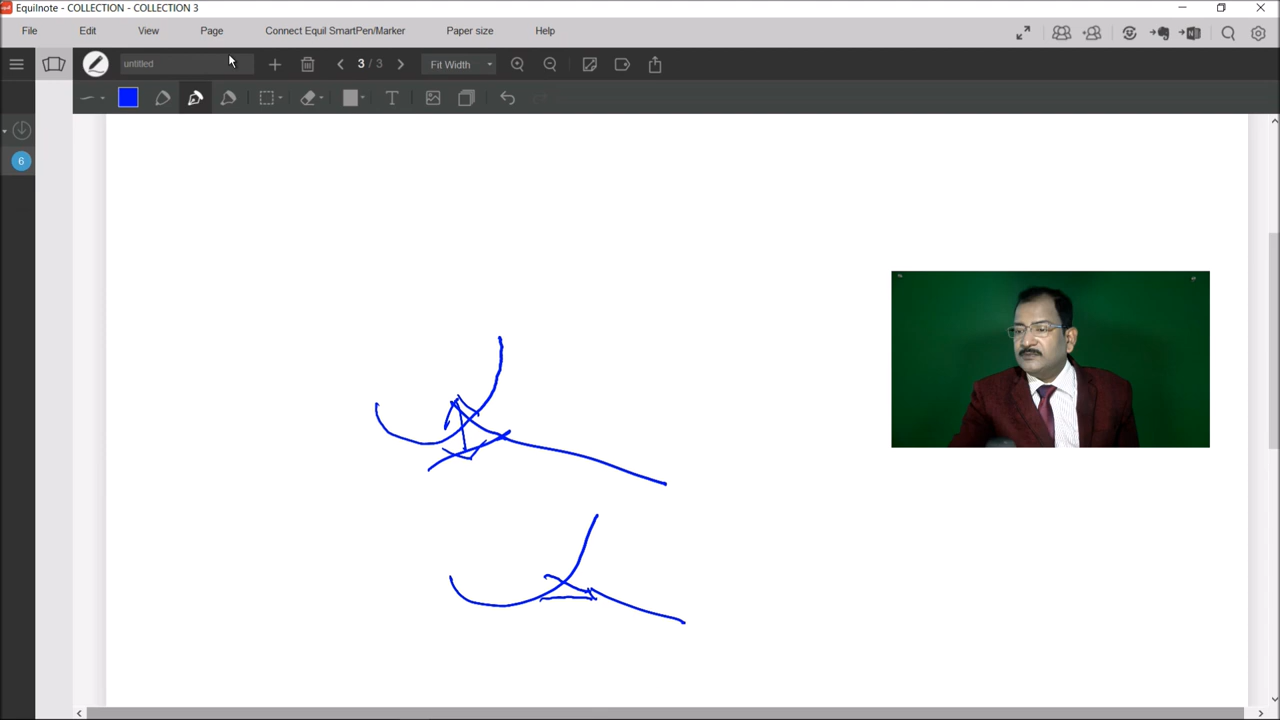 Equilnote - COLLECTION - COLLECTION 3
File Edit View Page Connect Equil SmartPen/Marker Paper size Help
untitled 3 / 3 Fit Width
T
6